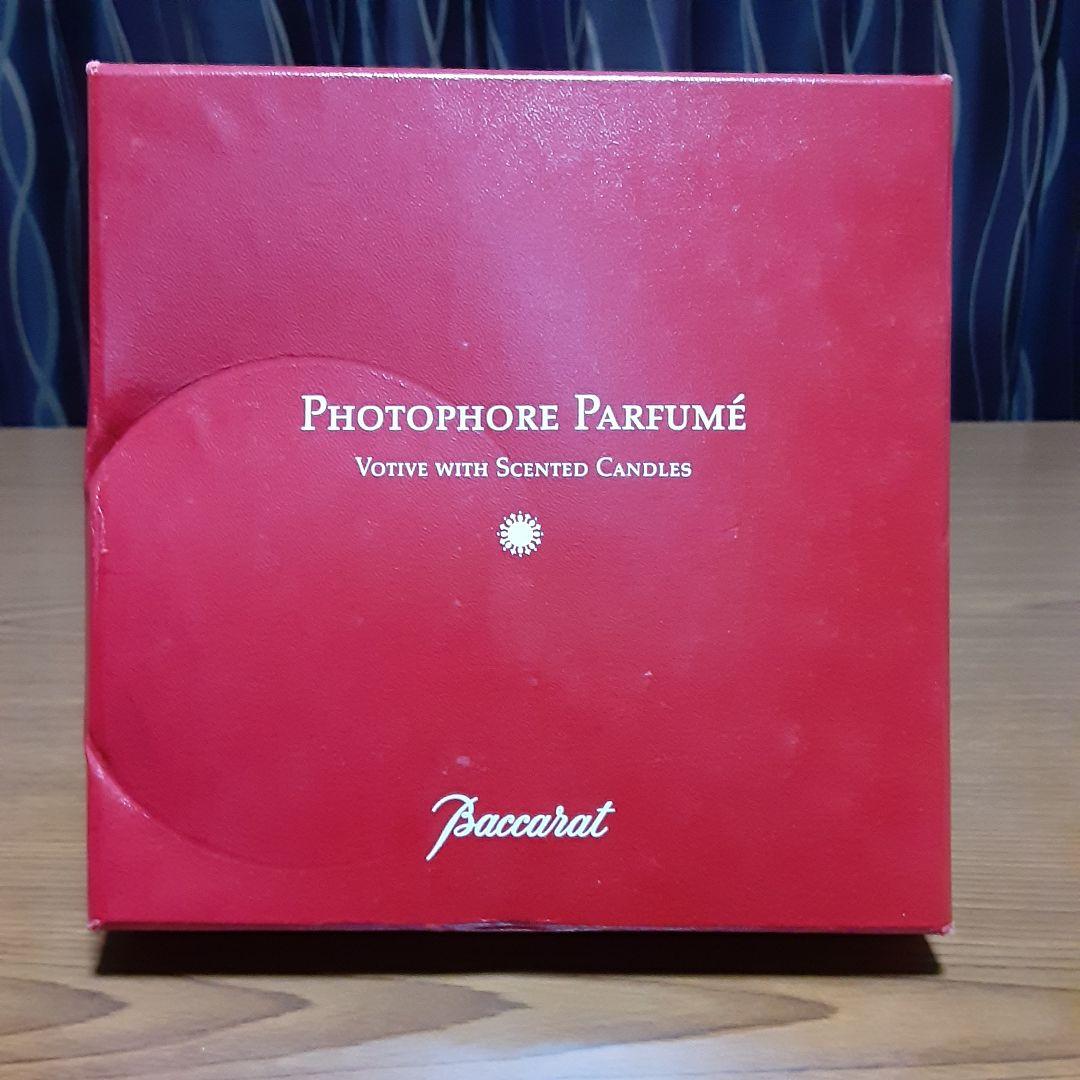 PHOTOPHORE PARFUMÉ
VOTIVE WITH SCENTED CANDLES
Baccarat